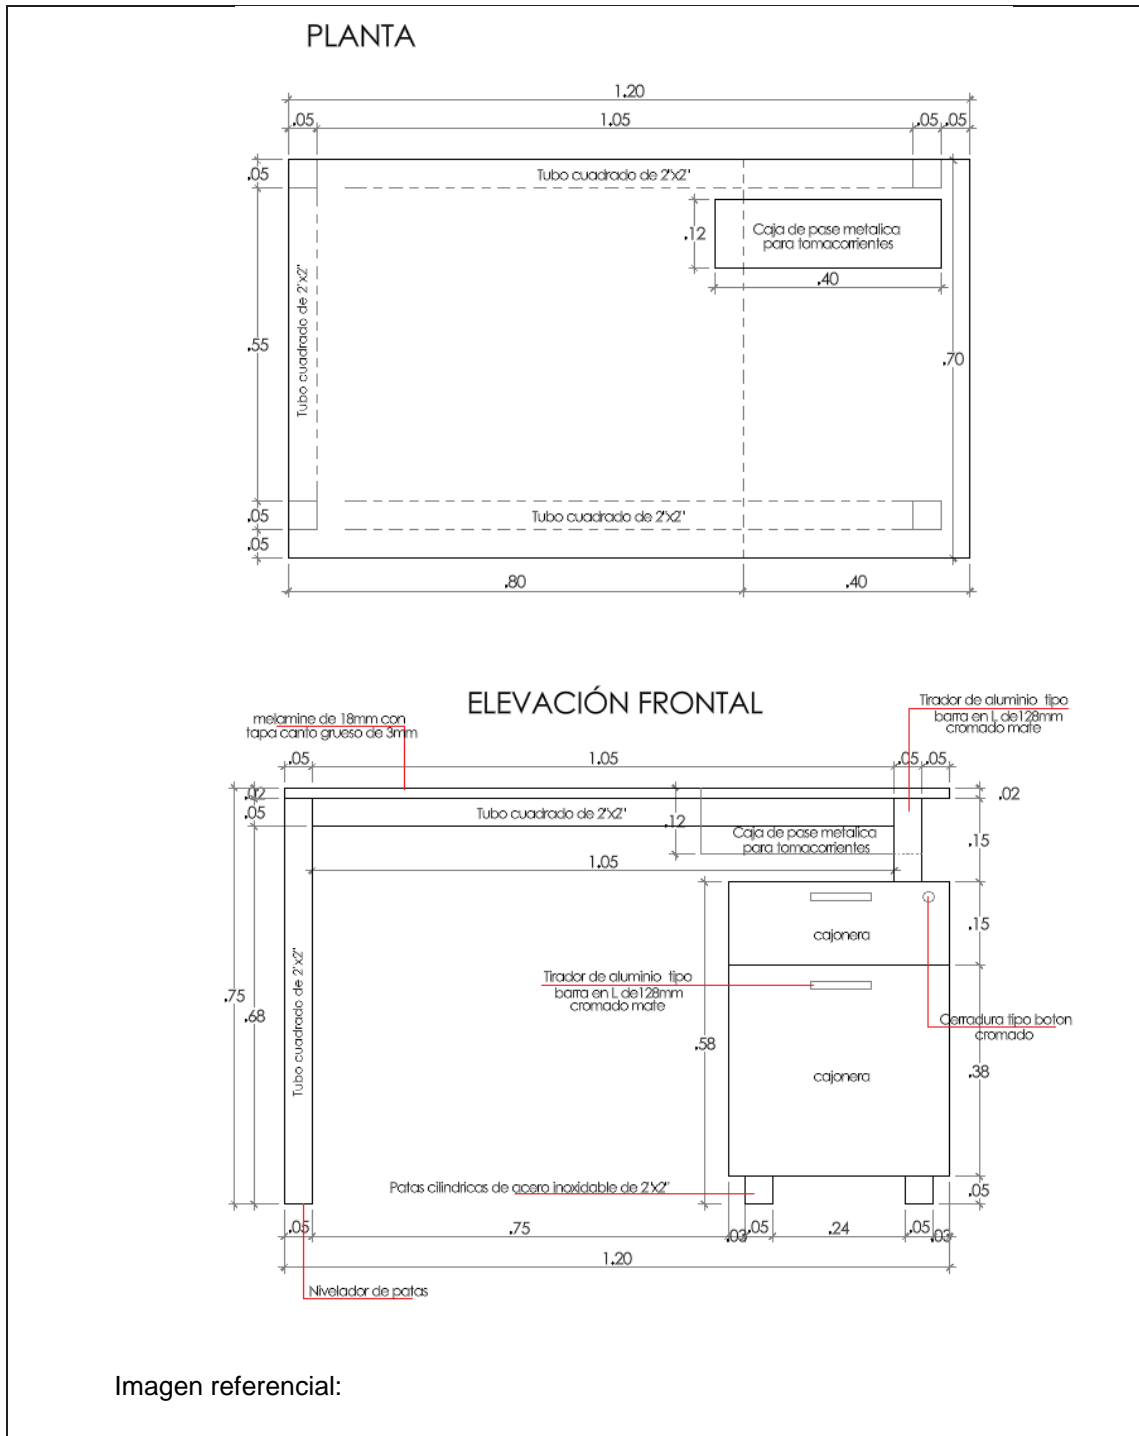 PLANTA
1.20
.05
1.05
.05
.05
.05
Tubo cuadrado de 2'x2"
Caja de pase metalica
para tomacorrientes
.12
.40
Tubo cuadrado de 2'x2"
.55
.70
.05
Tubo cuadrado de 2'x2"
.05
.80
.40
ELEVACIÓN FRONTAL
Tirador de aluminio tipo
barra en L de128mm
cromado mate
melamine de 18mm con
tapa canto grueso de 3mm
.05
1.05
.05
.05
.02
.02
.05
Tubo cuadrado de 2'x2"
.12
Caja de pase metalica
para tomacorrientes
.15
1.05
.15
cajonera
Tirador de aluminio tipo
barra en L de128mm
cromado mate
Tubo cuadrado de 2'x2"
.75
.68
.58
Cerradura tipo boton
cromado
.38
cajonera
Patas cilindricas de acero inoxidable de 2'x2"
.05
.05
.75
.03
.05
.24
.05
.03
1.20
Nivelador de patas
Imagen referencial: